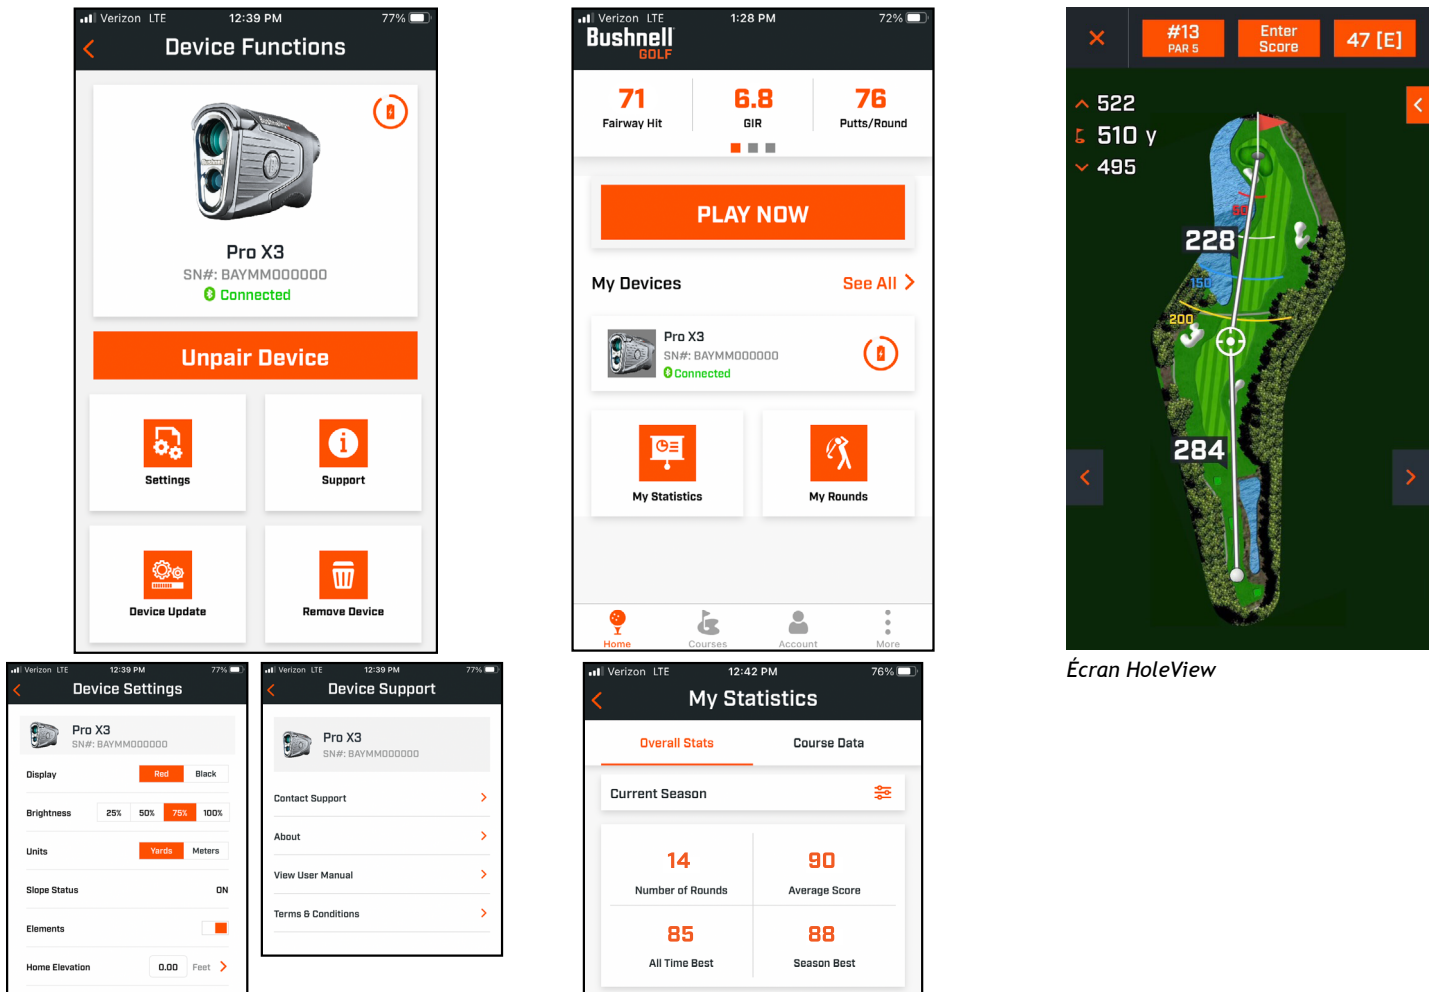 Verizon LTE 12:39 PM 77%
Device Functions
Pro X3
SN#: BAYMM000000
Connected
Unpair Device
Settings
Support
Device Update
Remove Device
Verizon LTE 1:28 PM 72%
Bushnell
GOLF
71 6.8 76
Fairway Hit GIR Putts/Round
PLAY NOW
My Devices See All
Pro X3
SN#: BAYMM000000
Connected
My Statistics My Rounds
Home Courses Account More
#13
PAR 5
Enter
Score
47 [E]
522
510 y
495
50
228
150
200
284
Écran HoleView
Verizon LTE 12:39 PM 77%
Device Settings
Pro X3
SN#: BAYMM000000
Display Red Black
Brightness 25% 50% 75% 100%
Units Yards Meters
Slope Status ON
Elements
Home Elevation 0.00 Feet
Verizon LTE 12:39 PM 77%
Device Support
Pro X3
SN#: BAYMM000000
Contact Support
About
View User Manual
Terms & Conditions
Verizon LTE 12:42 PM 76%
My Statistics
Overall Stats Course Data
Current Season
14 90
Number of Rounds Average Score
85 88
All Time Best Season Best